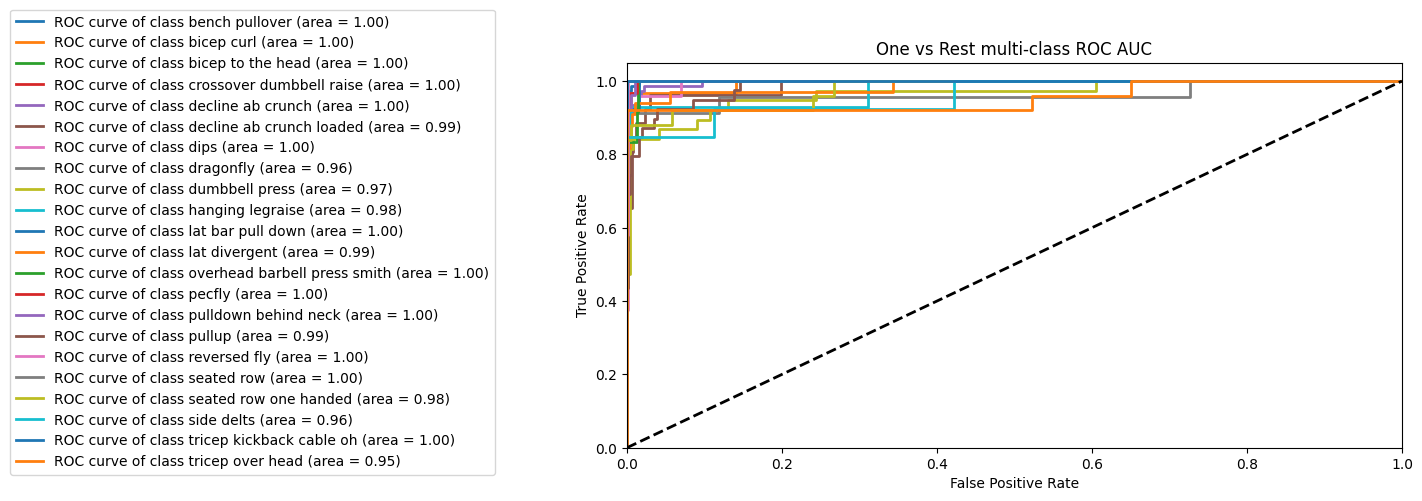 ROC curve of class bench pullover (area = 1.00)
ROC curve of class bicep curl (area = 1.00)
ROC curve of class bicep to the head (area = 1.00)
ROC curve of class crossover dumbbell raise (area = 1.00)
ROC curve of class decline ab crunch (area = 1.00)
ROC curve of class decline ab crunch loaded (area = 0.99)
ROC curve of class dips (area = 1.00)
ROC curve of class dragonfly (area = 0.96)
ROC curve of class dumbbell press (area = 0.97)
ROC curve of class hanging legraise (area = 0.98)
ROC curve of class lat bar pull down (area = 1.00)
ROC curve of class lat divergent (area = 0.99)
ROC curve of class overhead barbell press smith (area = 1.00)
ROC curve of class pecfly (area = 1.00)
ROC curve of class pulldown behind neck (area = 1.00)
ROC curve of class pullup (area = 0.99)
ROC curve of class reversed fly (area = 1.00)
ROC curve of class seated row (area = 1.00)
ROC curve of class seated row one handed (area = 0.98)
ROC curve of class side delts (area = 0.96)
ROC curve of class tricep kickback cable oh (area = 1.00)
ROC curve of class tricep over head (area = 0.95)
One vs Rest multi-class ROC AUC
True Positive Rate
1.0
0.8
0.6
0.4
0.2
0.0
0.0 0.2 0.4 0.6 0.8 1.0
False Positive Rate